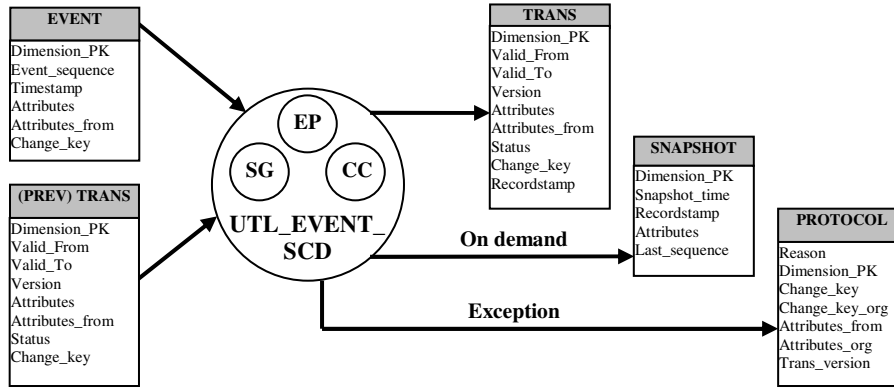 EVENT
Dimension_PK
Event_sequence
Timestamp
Attributes
Attributes_from
Change_key
(PREV) TRANS
Dimension_PK
Valid_From
Valid_To
Version
Attributes
Attributes_from
Status
Change_key
EP
SG
CC
UTL_EVENT_
SCD
TRANS
Dimension_PK
Valid_From
Valid_To
Version
Attributes
Attributes_from
Status
Change_key
Recordstamp
On demand
Exception
SNAPSHOT
Dimension_PK
Snapshot_time
Recordstamp
Attributes
Last_sequence
PROTOCOL
Reason
Dimension_PK
Change_key
Change_key_org
Attributes_from
Attributes_org
Trans_version